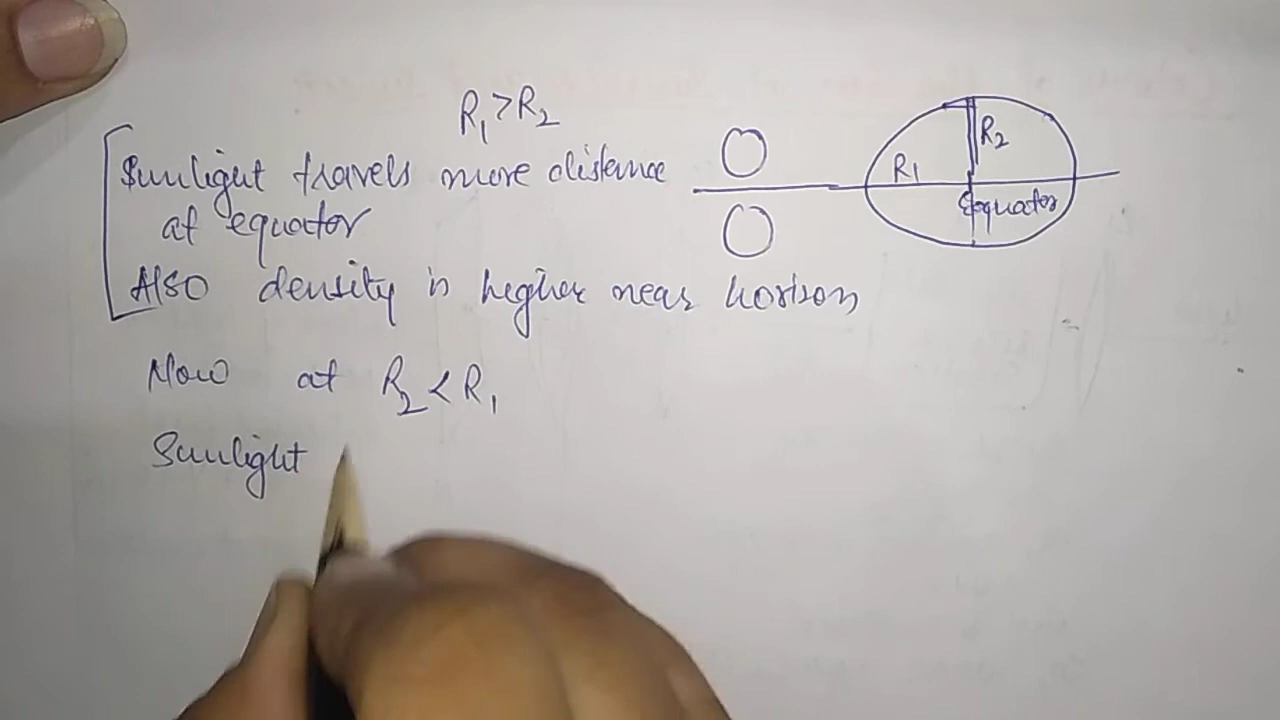 R₁>R₂
Sunlight travels more distance
at equator
Also density is higher near horizon
R₁
R₂
Equator
Now at R₂<R₁
Sunlight